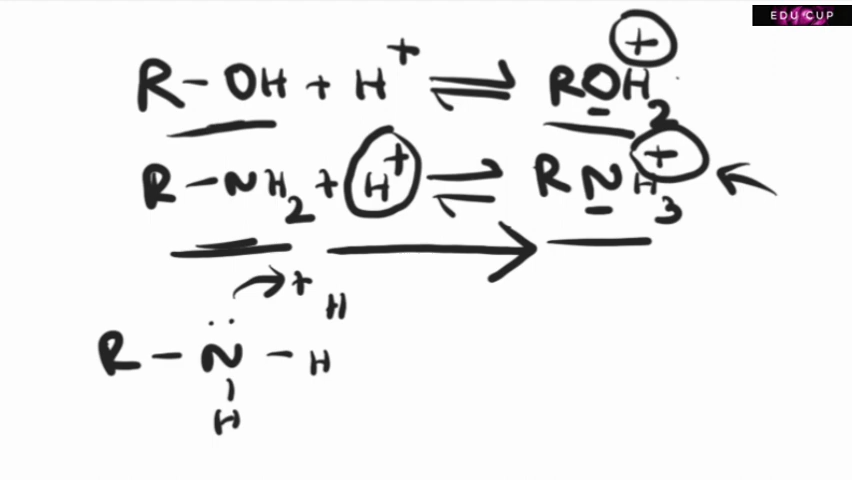 EDU CUP
R-OH + H⁺ ⇌ ROH₂⁺
R-NH₂ + H⁺ ⇌ RNH₃⁺
+ H
R - N̈ - H
H